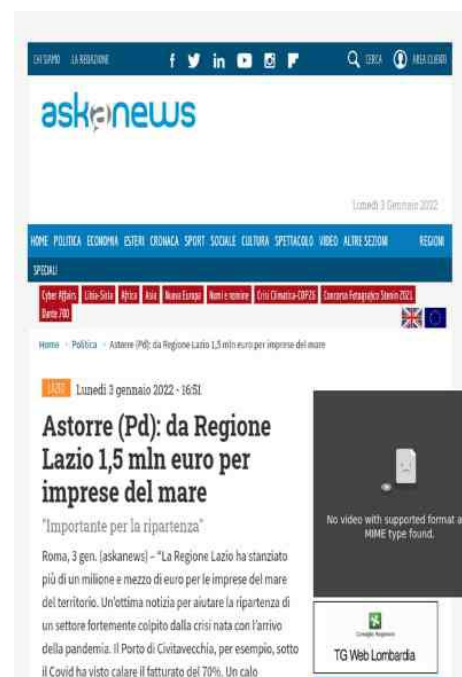 CHI SIAMO LA REDAZIONE CERCA AREA CLIENTI
askanews
Lunedì 3 Gennaio 2022
HOME POLITICA ECONOMIA ESTERI CRONACA SPORT SOCIALE CULTURA SPETTACOLO VIDEO ALTRE SEZIONI REGIONI
SPECIALI
Cyber Affairs Libia-Siria Africa Asia Nuova Europa Nomi e nomine Crisi Climatica-COP26 Concorso Fotografico Stenin 2021
Dante 700
Home Politica Astorre (Pd): da Regione Lazio 1,5 mln euro per imprese del mare
LAZIO Lunedì 3 gennaio 2022 - 16:51
Astorre (Pd): da Regione
Lazio 1,5 mln euro per
imprese del mare
"Importante per la ripartenza"
Roma, 3 gen. (askanews) – "La Regione Lazio ha stanziato
più di un milione e mezzo di euro per le imprese del mare
del territorio. Un'ottima notizia per aiutare la ripartenza di
un settore fortemente colpito dalla crisi nata con l'arrivo
della pandemia. Il Porto di Civitavecchia, per esempio, sotto
il Covid ha visto calare il fatturato del 70%. Un calo
No video with supported format a
MIME type found.
Consiglio Regionale
TG Web Lombardia